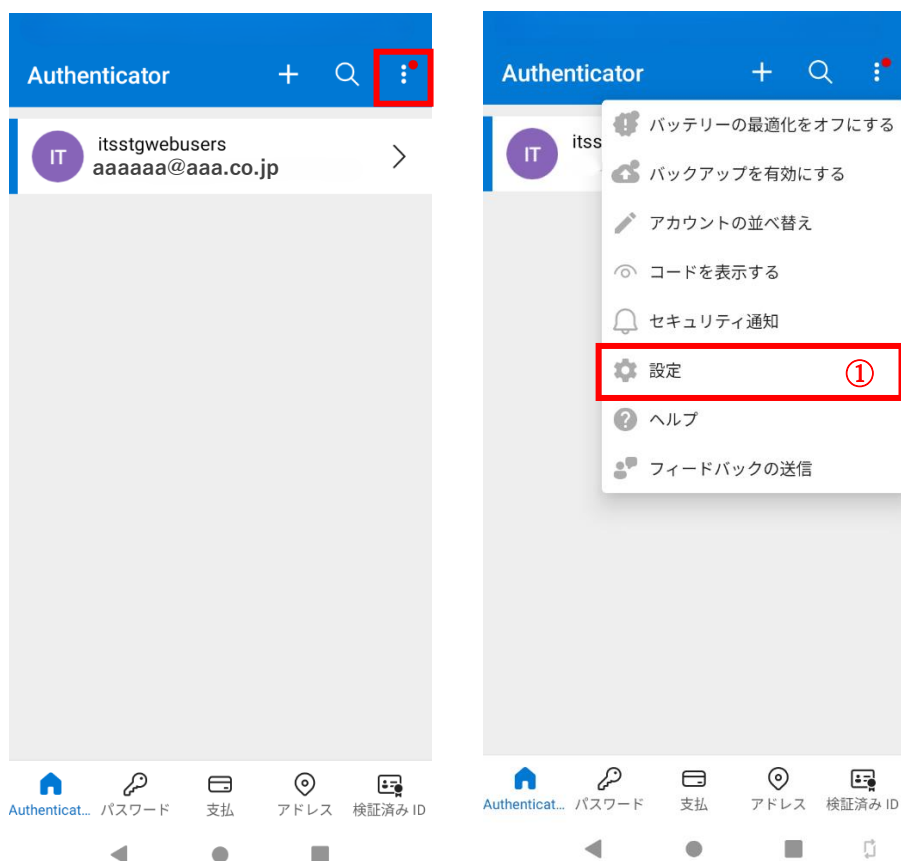 Authenticator
IT
itsstgwebusers
aaaaaa@aaa.co.jp
Authenticat...
パスワード
支払
アドレス
検証済み ID
Authenticator
IT
itss
バッテリーの最適化をオフにする
バックアップを有効にする
アカウントの並べ替え
コードを表示する
セキュリティ通知
設定 ①
ヘルプ
フィードバックの送信
Authenticat...
パスワード
支払
アドレス
検証済み ID